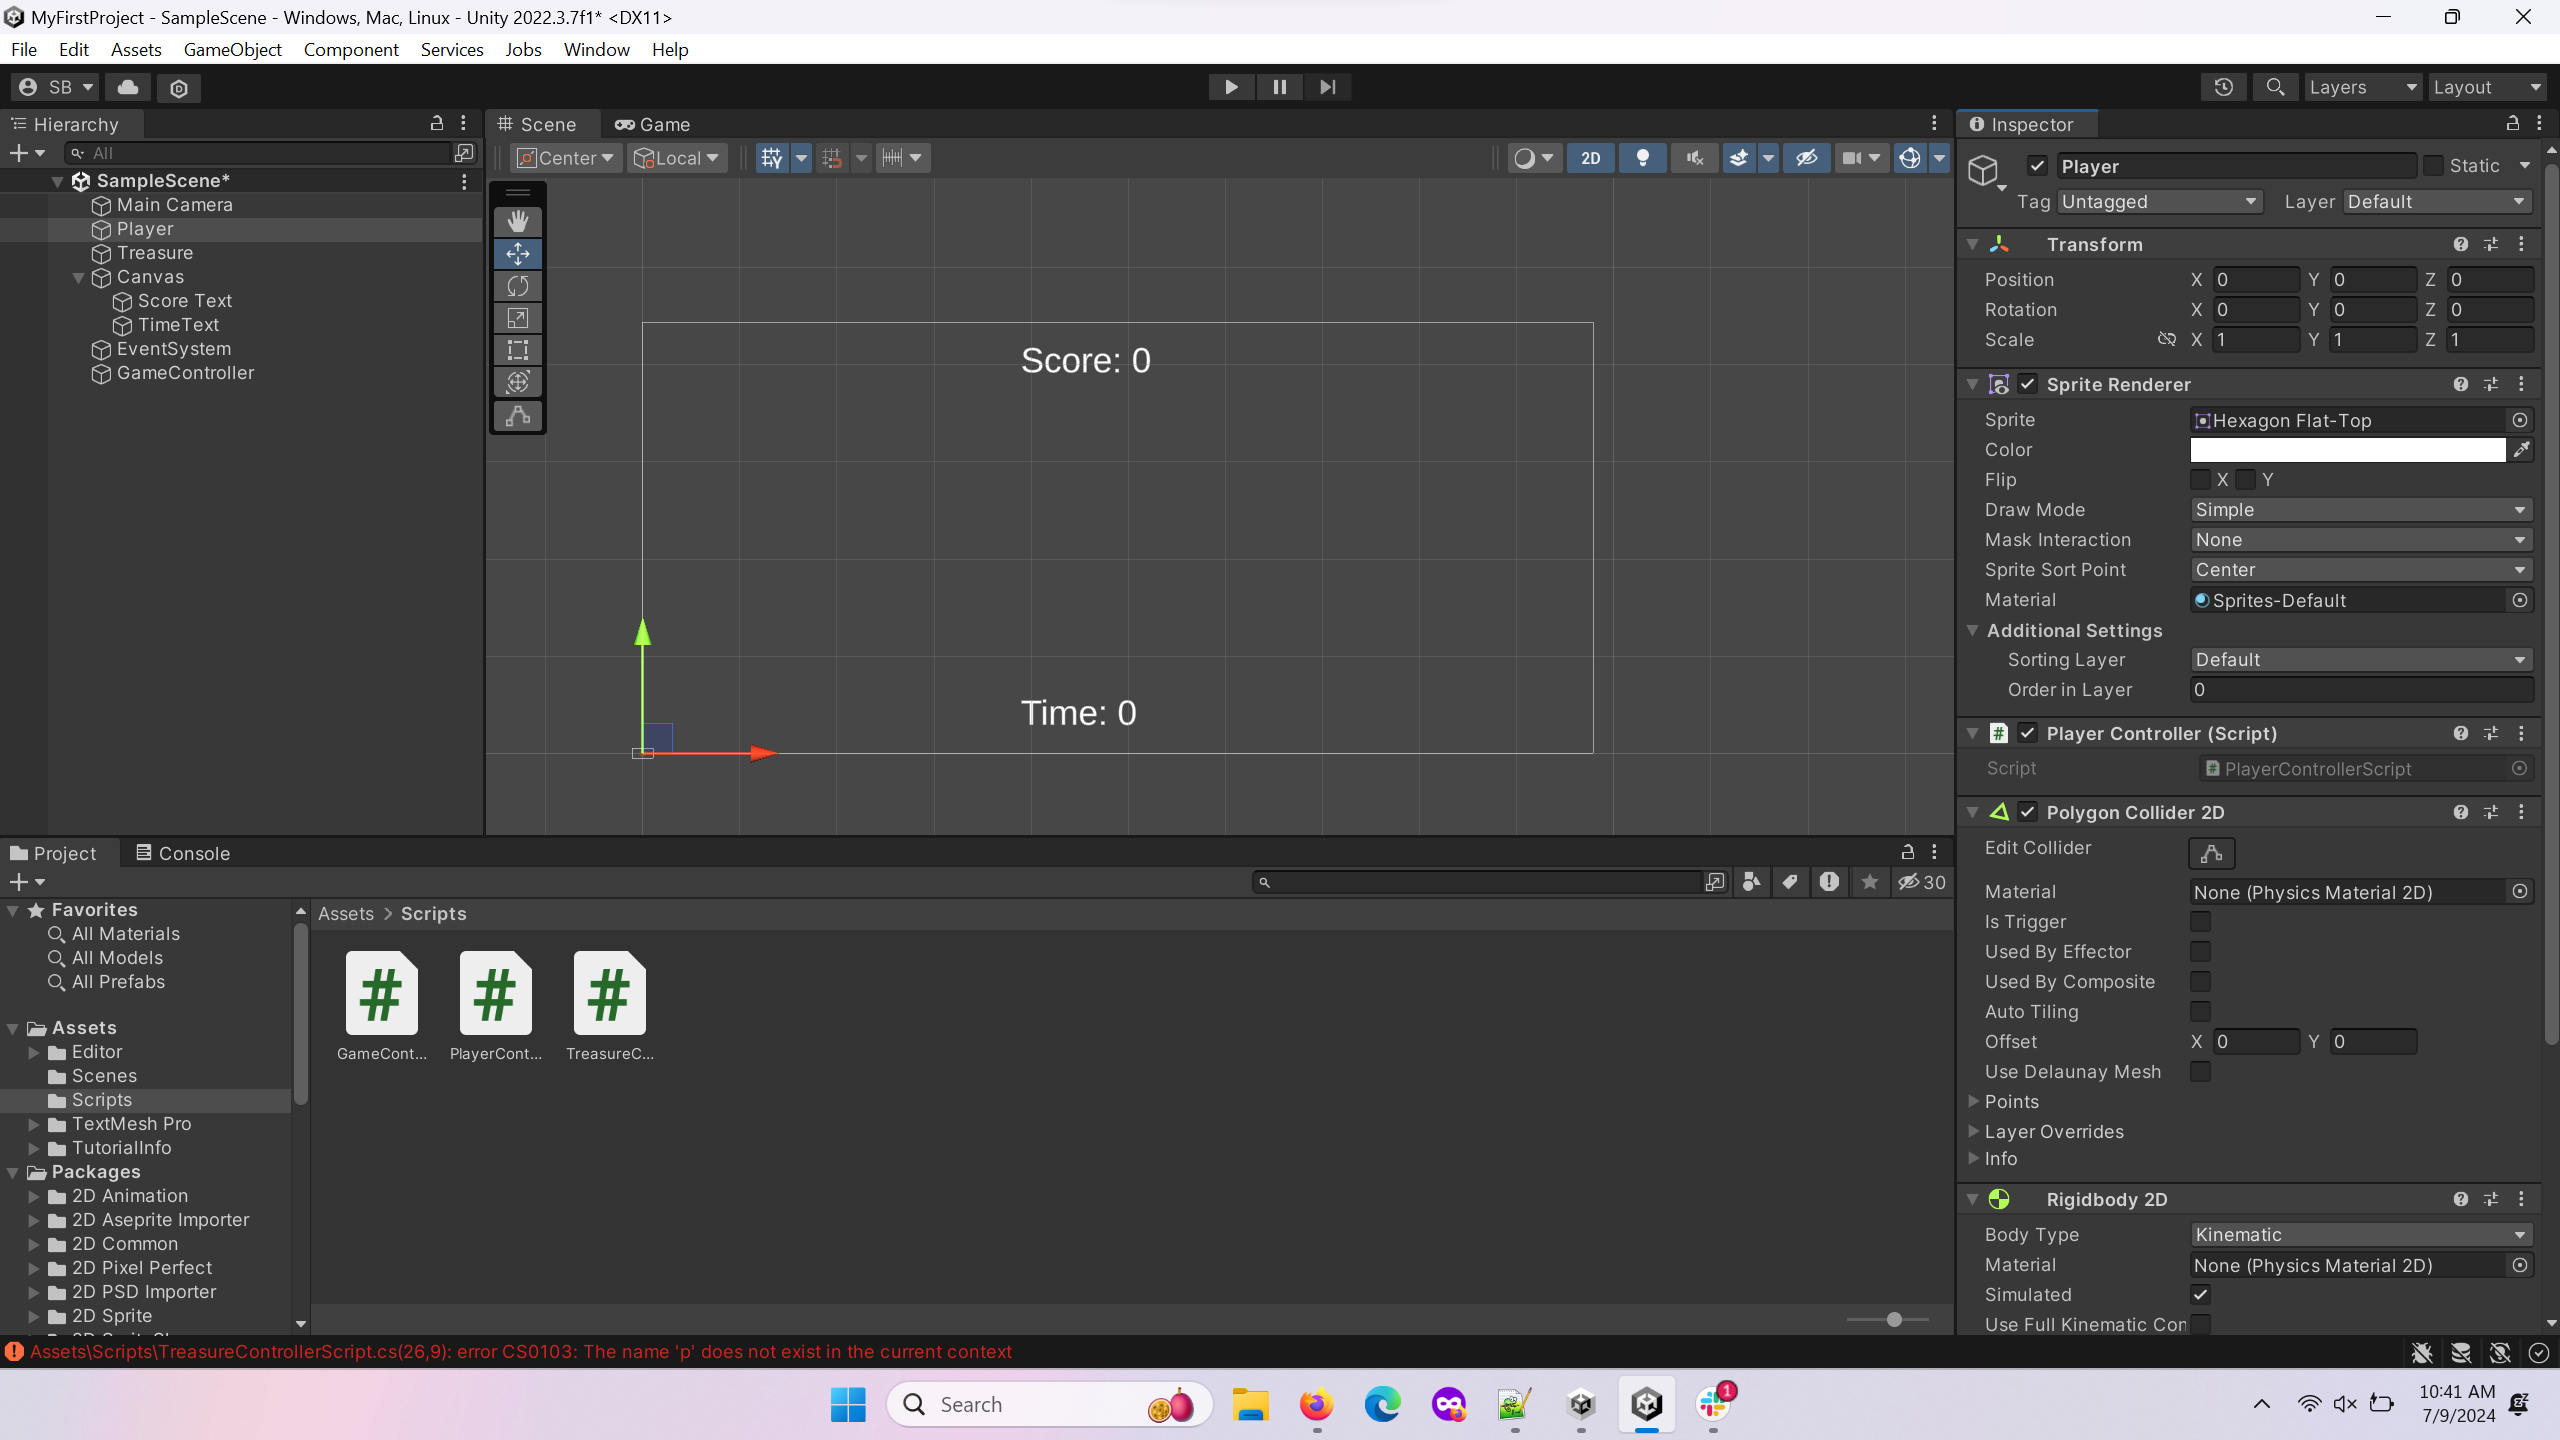 MyFirstProject - SampleScene - Windows, Mac, Linux - Unity 2022.3.7f1* <DX11>
File Edit Assets GameObject Component Services Jobs Window Help
SB Layers Layout
Hierarchy
All
SampleScene*
Main Camera
Player
Treasure
Canvas
Score Text
TimeText
EventSystem
GameController
Scene Game
Center Local 2D
Score: 0
Time: 0
Inspector
Player Static
Tag Untagged Layer Default
Transform
Position X 0 Y 0 Z 0
Rotation X 0 Y 0 Z 0
Scale X 1 Y 1 Z 1
Sprite Renderer
Sprite Hexagon Flat-Top
Color
Flip X Y
Draw Mode Simple
Mask Interaction None
Sprite Sort Point Center
Material Sprites-Default
Additional Settings
Sorting Layer Default
Order in Layer 0
Player Controller (Script)
Script PlayerControllerScript
Polygon Collider 2D
Edit Collider
Material None (Physics Material 2D)
Is Trigger
Used By Effector
Used By Composite
Auto Tiling
Offset X 0 Y 0
Use Delaunay Mesh
Points
Layer Overrides
Info
Rigidbody 2D
Body Type Kinematic
Material None (Physics Material 2D)
Simulated
Use Full Kinematic Con
Project Console
30
Favorites
All Materials
All Models
All Prefabs
Assets
Editor
Scenes
Scripts
TextMesh Pro
TutorialInfo
Packages
2D Animation
2D Aseprite Importer
2D Common
2D Pixel Perfect
2D PSD Importer
2D Sprite
Assets > Scripts
GameCont... PlayerCont... TreasureC...
Assets\Scripts\TreasureControllerScript.cs(26,9): error CS0103: The name 'p' does not exist in the current context
Search
1
10:41 AM
7/9/2024